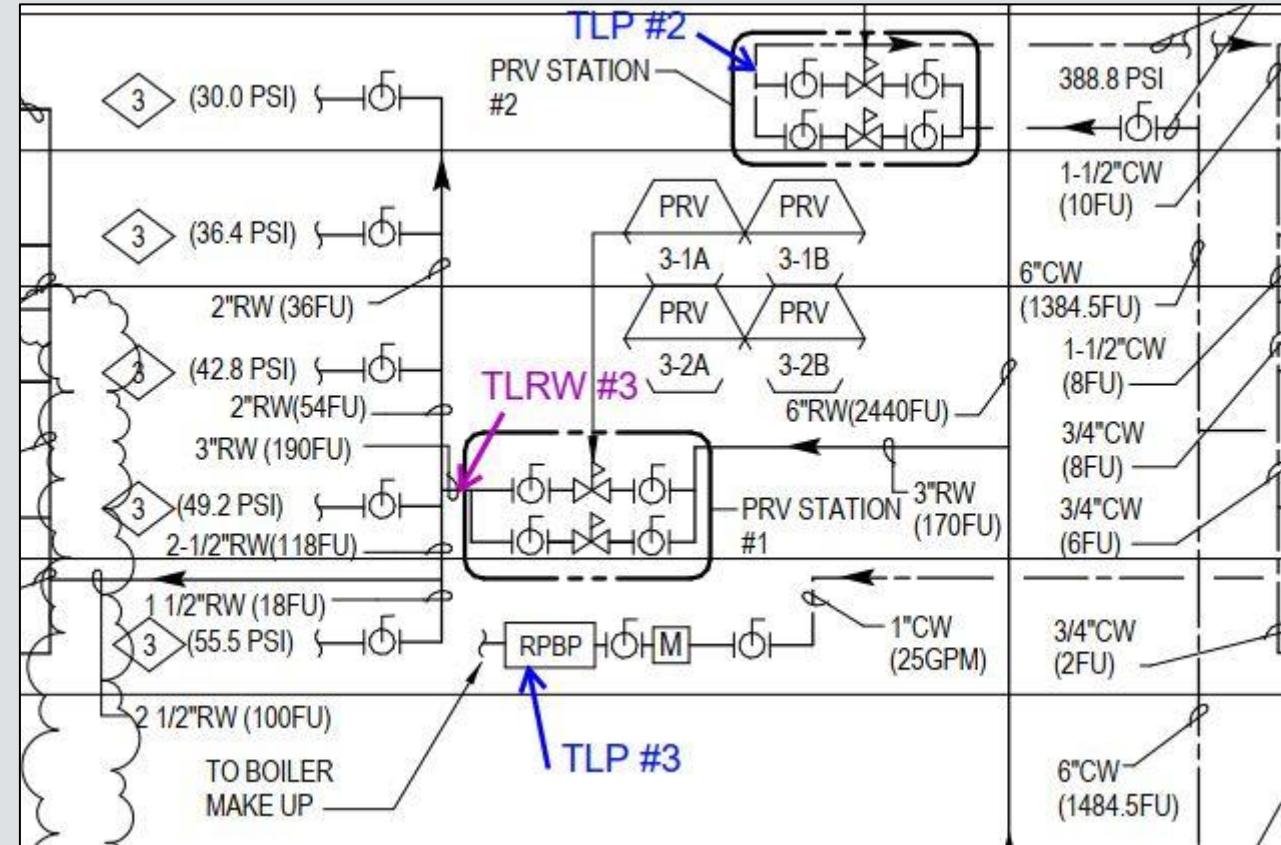 TLP #2
PRV STATION
#2
388.8 PSI
3 (30.0 PSI)
1-1/2"CW
(10FU)
PRV PRV
3-1A 3-1B
3 (36.4 PSI)
2"RW (36FU)
6"CW
(1384.5FU)
PRV PRV
3-2A 3-2B
3 (42.8 PSI)
1-1/2"CW
(8FU)
TLRW #3
2"RW(54FU)
6"RW(2440FU)
3"RW (190FU)
3/4"CW
(8FU)
3 (49.2 PSI)
PRV STATION
#1
3"RW
(170FU)
3/4"CW
(6FU)
2-1/2"RW(118FU)
1 1/2"RW (18FU)
3 (55.5 PSI)
RPBP M
1"CW
(25GPM)
3/4"CW
(2FU)
2 1/2"RW (100FU)
TLP #3
TO BOILER
MAKE UP
6"CW
(1484.5FU)